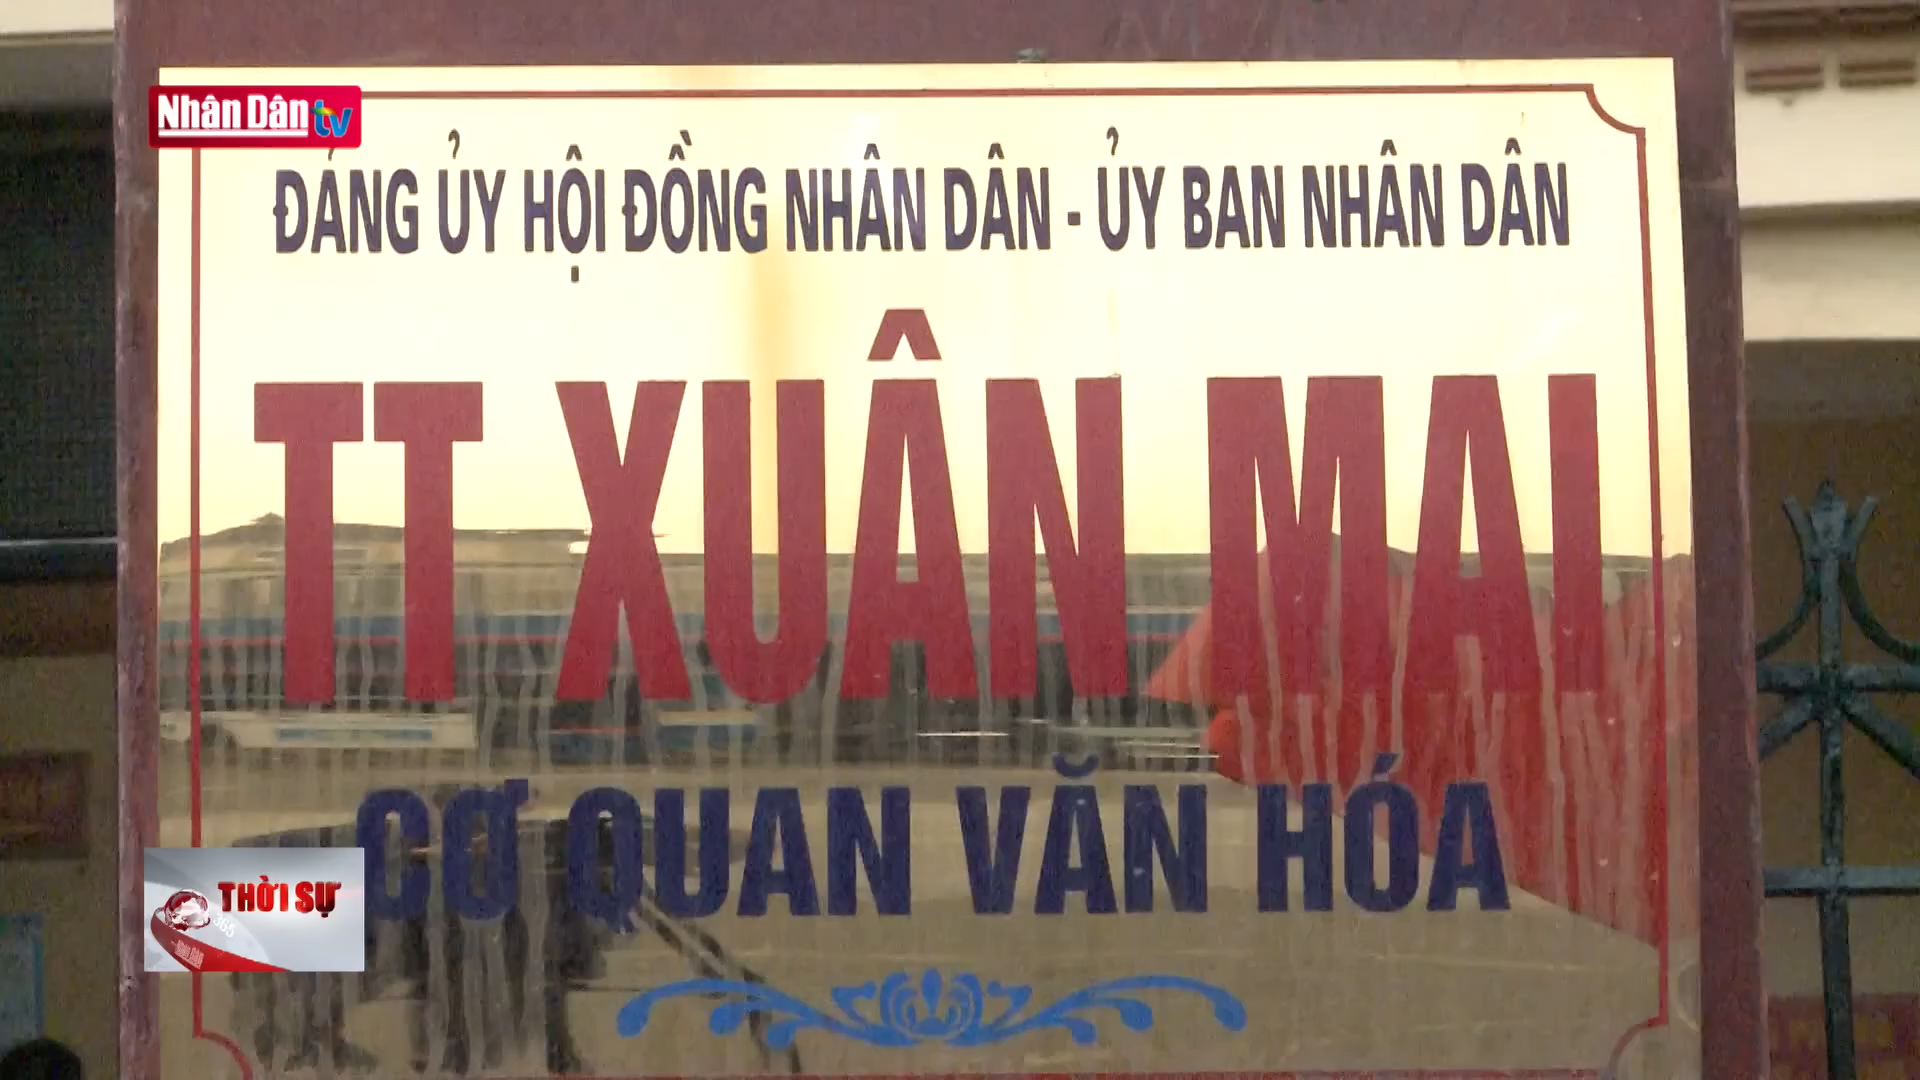 Nhân Dân tv
ĐẢNG ỦY HỘI ĐỒNG NHÂN DÂN - ỦY BAN NHÂN DÂN
TT XUÂN MAI
CƠ QUAN VĂN HÓA
THỜI SỰ
365